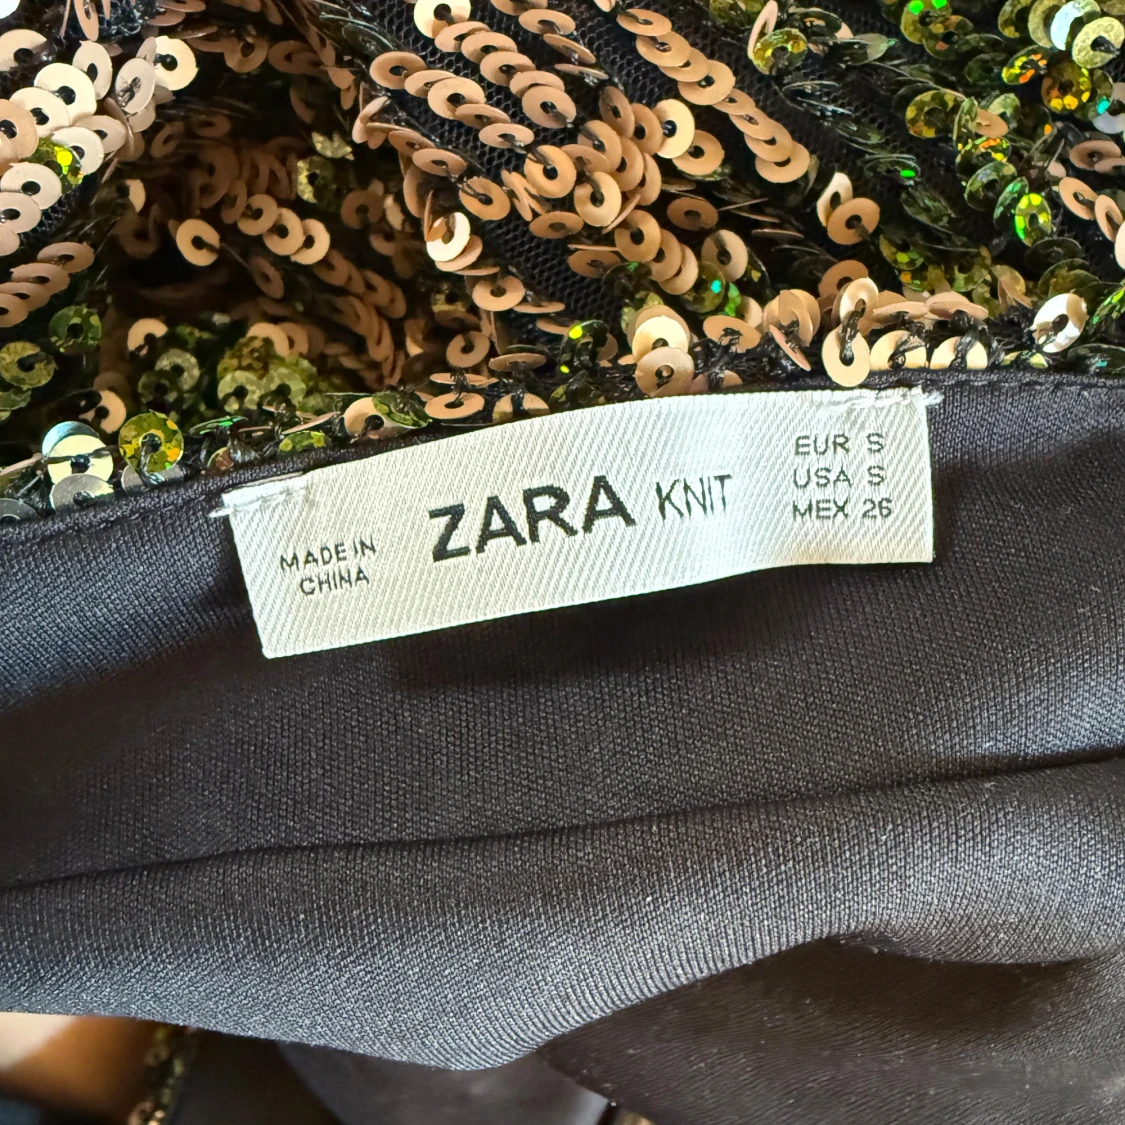 MADE IN
CHINA
ZARA KNIT
EUR S
USA S
MEX 26